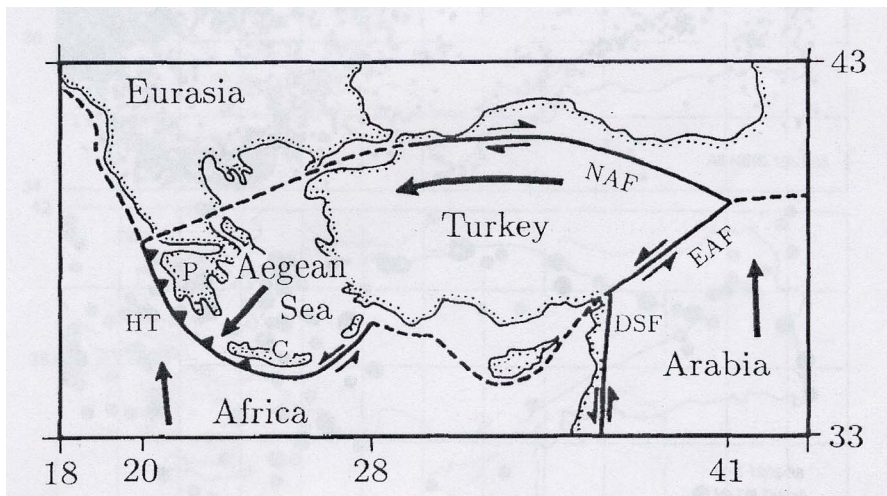 43
Eurasia
NAF
Turkey
EAF
P
Aegean
Sea
HT
DSF
C
Arabia
Africa
33
18
20
28
41